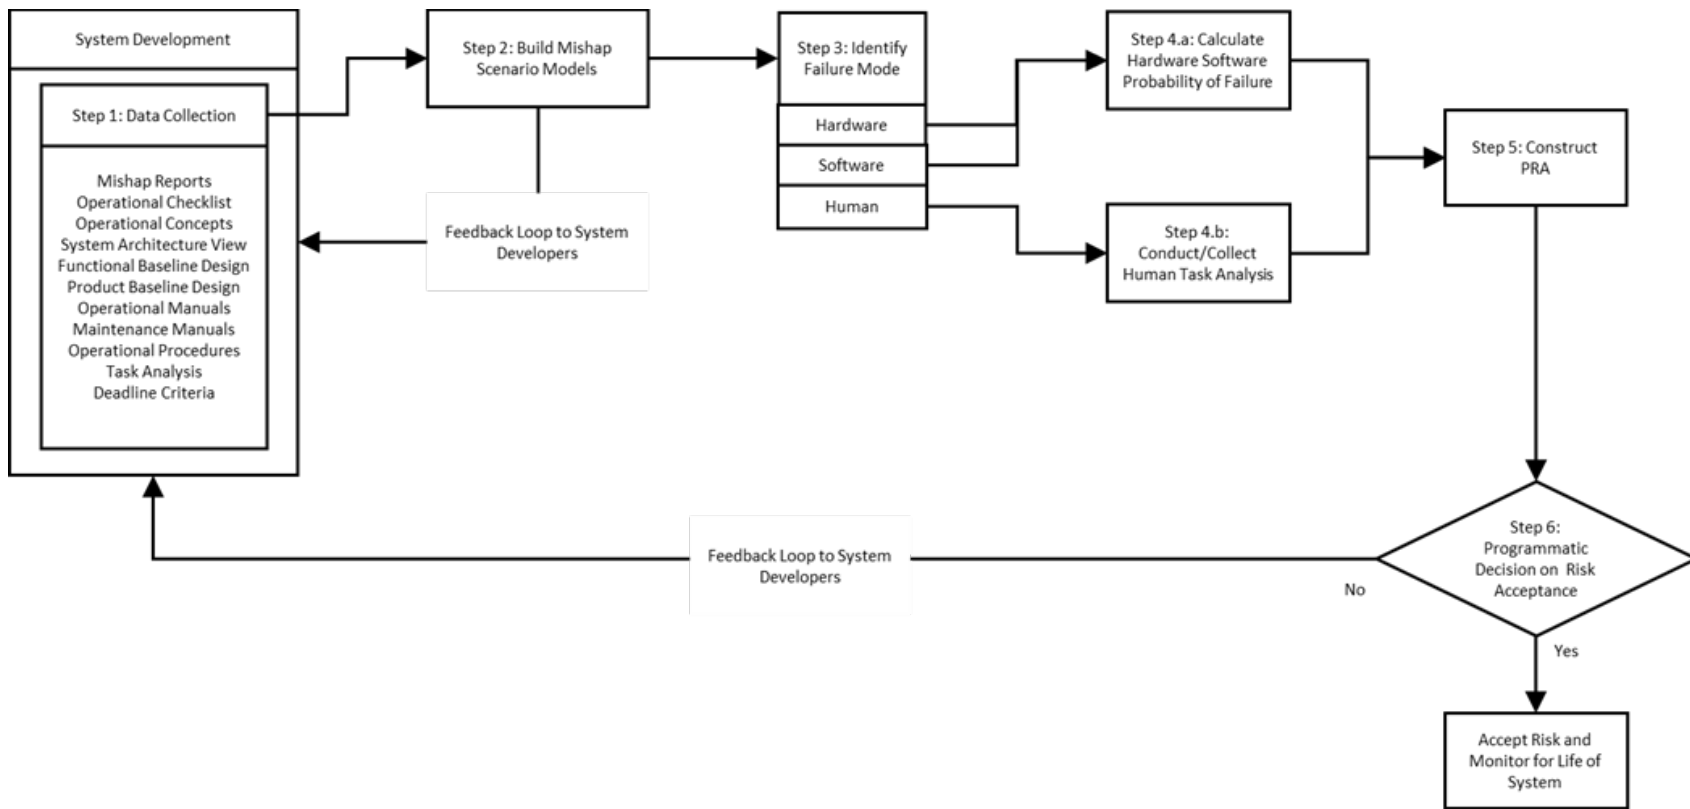 System Development
Step 1: Data Collection
Mishap Reports
Operational Checklist
Operational Concepts
System Architecture View
Functional Baseline Design
Product Baseline Design
Operational Manuals
Maintenance Manuals
Operational Procedures
Task Analysis
Deadline Criteria
Step 2: Build Mishap
Scenario Models
Feedback Loop to System
Developers
Step 3: Identify
Failure Mode
Hardware
Software
Human
Step 4.a: Calculate
Hardware Software
Probability of Failure
Step 4.b:
Conduct/Collect
Human Task Analysis
Step 5: Construct
PRA
Step 6:
Programmatic
Decision on Risk
Acceptance
No
Feedback Loop to System
Developers
Yes
Accept Risk and
Monitor for Life of
System